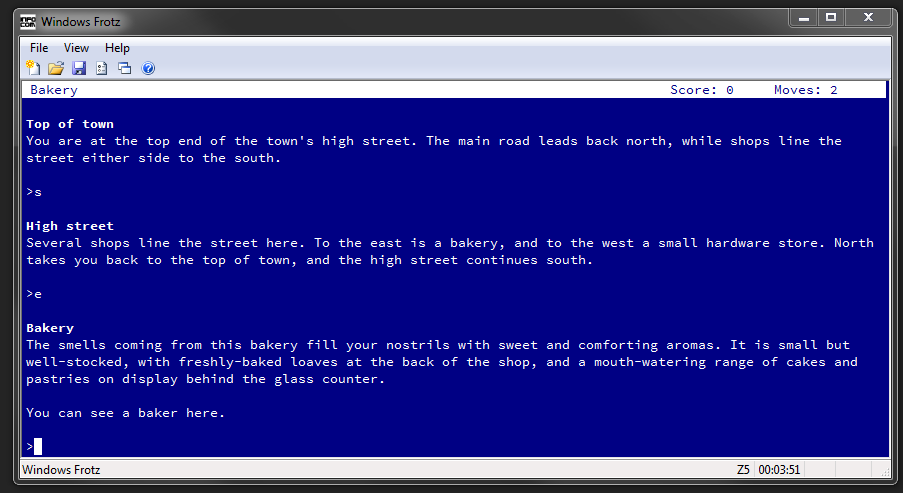 INFO
COM
Windows Frotz
File View Help
Bakery Score: 0 Moves: 2
Top of town
You are at the top end of the town's high street. The main road leads back north, while shops line the
street either side to the south.
>s
High street
Several shops line the street here. To the east is a bakery, and to the west a small hardware store. North
takes you back to the top of town, and the high street continues south.
>e
Bakery
The smells coming from this bakery fill your nostrils with sweet and comforting aromas. It is small but
well-stocked, with freshly-baked loaves at the back of the shop, and a mouth-watering range of cakes and
pastries on display behind the glass counter.
You can see a baker here.
>
Windows Frotz Z5 00:03:51